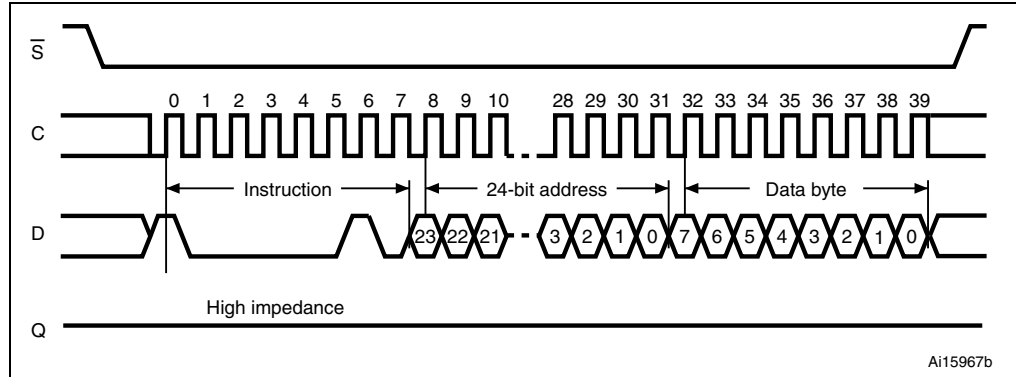 S̅
0 1 2 3 4 5 6 7 8 9 10 28 29 30 31 32 33 34 35 36 37 38 39
C
Instruction 24-bit address Data byte
D
23 22 21 3 2 1 0 7 6 5 4 3 2 1 0
High impedance
Q
Ai15967b